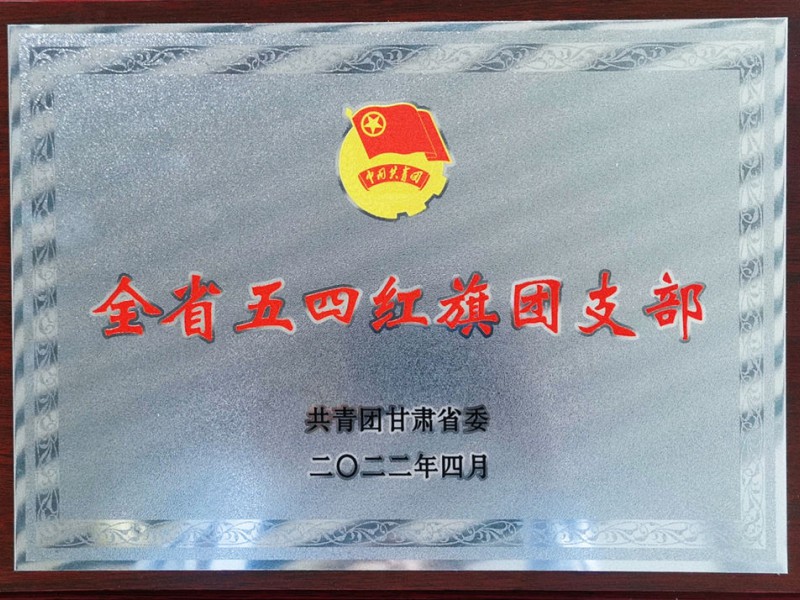 中国共青团
全省五四红旗团支部
共青团甘肃省委
二〇二二年四月